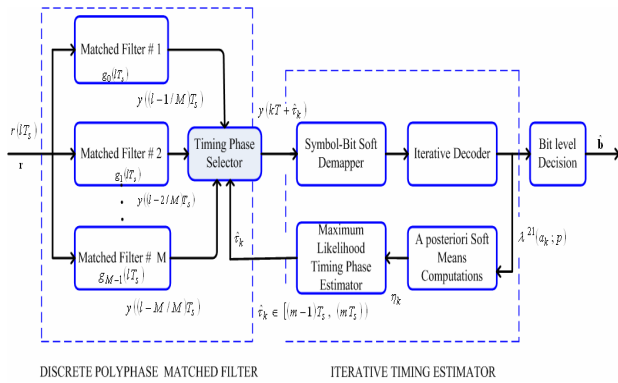 Matched Filter # 1
g₀(lTₛ)
y((l-1/M)Tₛ)
r(lTₛ)
r
Matched Filter #2
g₁(lTₛ)
y((l-2/M)Tₛ)
Matched Filter # M
g_{M-1}(lTₛ)
y((l-M/M)Tₛ)
Timing Phase
Selector
τ̂ₖ
y(kT+τ̂ₖ)
Symbol-Bit Soft
Demapper
Iterative Decoder
Bit level
Decision
b̂
λ²¹(aₖ;p)
Maximum
Likelihood
Timing Phase
Estimator
A posteriori Soft
Means
Computations
ηₖ
τ̂ₖ ∈ [(m-1)Tₛ , (mTₛ)
DISCRETE POLYPHASE MATCHED FILTER
ITERATIVE TIMING ESTIMATOR